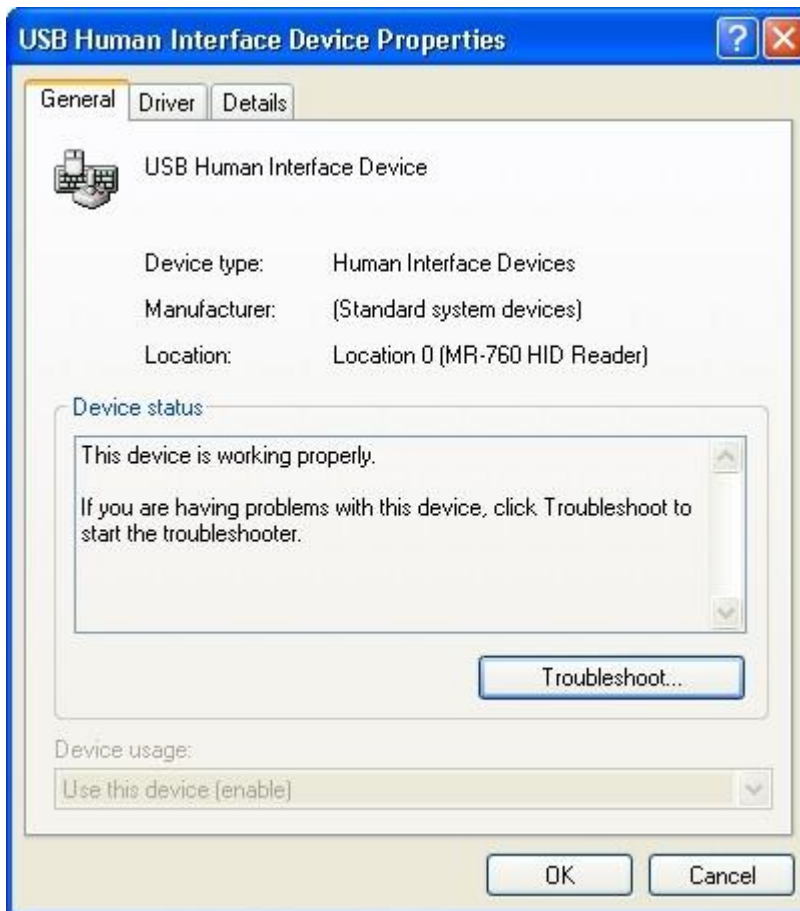 USB Human Interface Device Properties
?
General Driver Details
USB Human Interface Device
Device type: Human Interface Devices
Manufacturer: (Standard system devices)
Location: Location 0 (MR-760 HID Reader)
Device status
This device is working properly.
If you are having problems with this device, click Troubleshoot to
start the troubleshooter.
Troubleshoot...
Device usage:
Use this device (enable)
OK Cancel